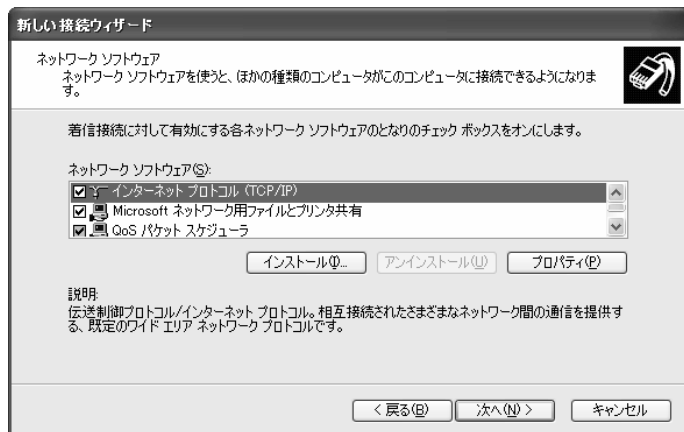 新しい接続ウィザード
ネットワーク ソフトウェア
ネットワーク ソフトウェアを使うと、ほかの種類のコンピュータがこのコンピュータに接続できるようになりま
す。
着信接続に対して有効にする各ネットワーク ソフトウェアのとなりのチェック ボックスをオンにします。
ネットワーク ソフトウェア(S):
インターネット プロトコル (TCP/IP)
Microsoft ネットワーク用ファイルとプリンタ共有
QoS パケット スケジューラ
インストール(I)... アンインストール(U) プロパティ(P)
説明:
伝送制御プロトコル/インターネット プロトコル。相互接続されたさまざまなネットワーク間の通信を提供す
る、既定のワイド エリア ネットワーク プロトコルです。
< 戻る(B) 次へ(N) > キャンセル